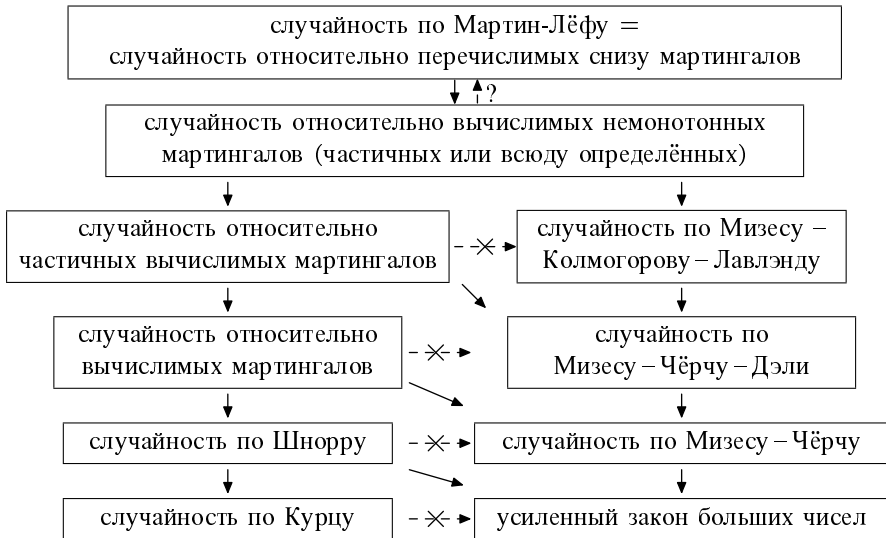 случайность по Мартин-Лёфу =
случайность относительно перечислимых снизу мартингалов
?
случайность относительно вычислимых немонотонных
мартингалов (частичных или всюду определённых)
случайность относительно
частичных вычислимых мартингалов
случайность по Мизесу –
Колмогорову – Лавлэнду
случайность относительно
вычислимых мартингалов
случайность по
Мизесу – Чёрчу – Дэли
случайность по Шнорру
случайность по Мизесу – Чёрчу
случайность по Курцу
усиленный закон больших чисел